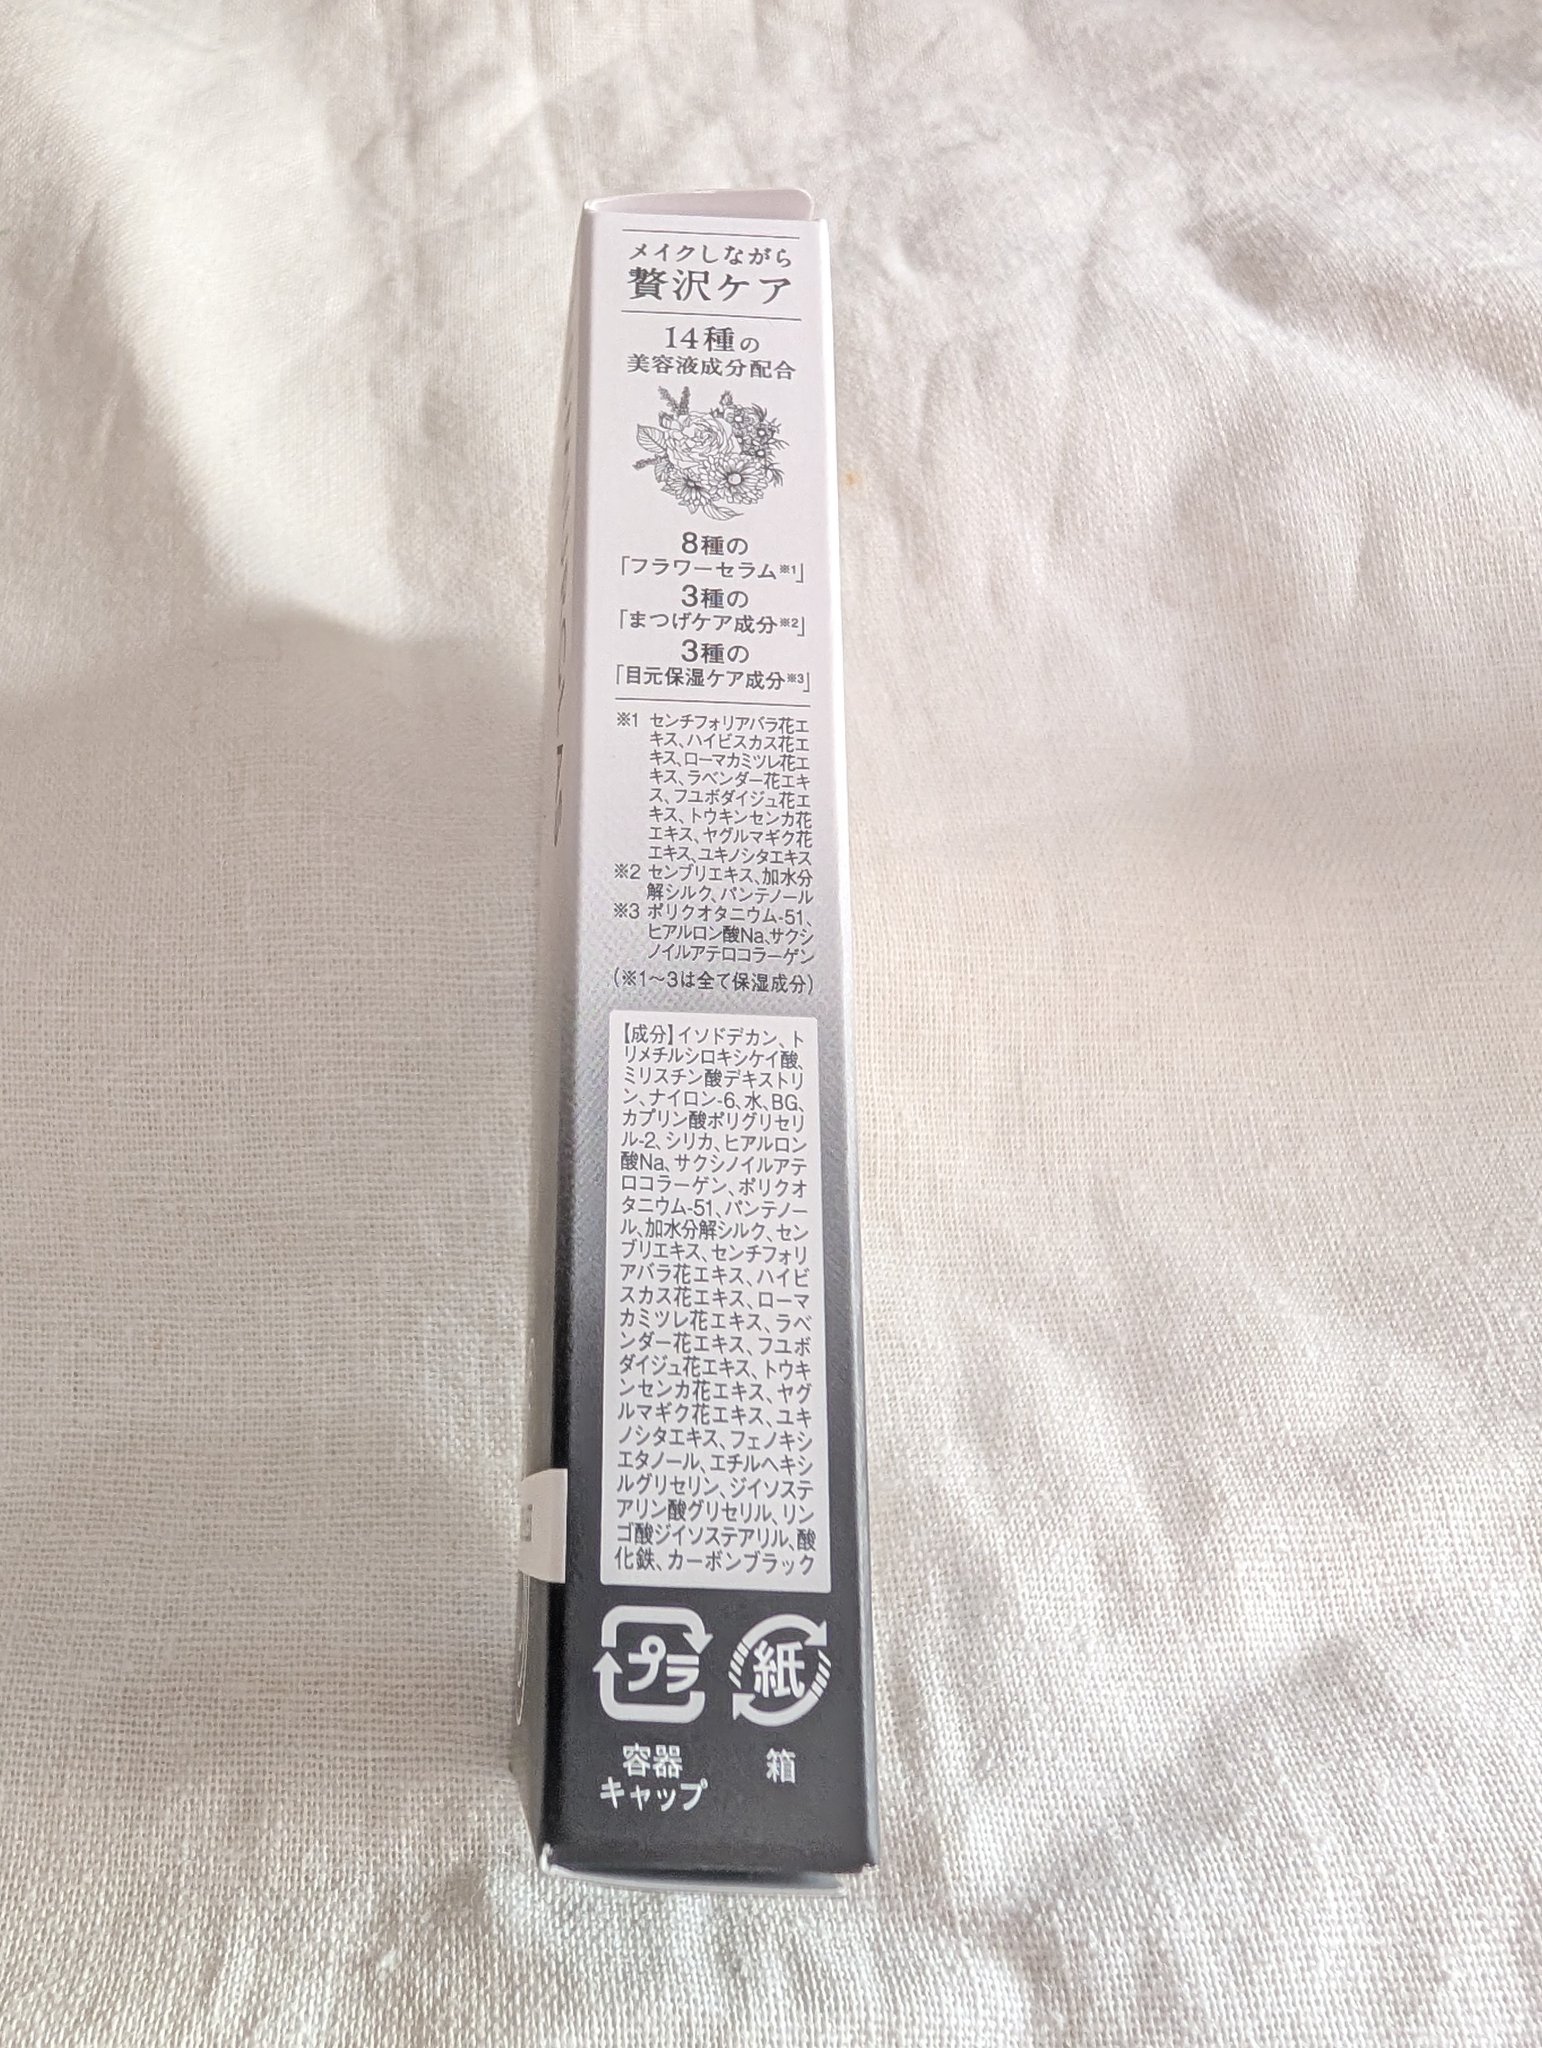 メイクしながら
贅沢ケア
14種の
美容液成分配合
8種の
「フラワーセラム※1」
3種の
「まつげケア成分※2」
3種の
「目元保湿ケア成分※3」
※1 センチフォリアバラ花エ
キス、ハイビスカス花エ
キス、ローマカミツレ花エ
キス、ラベンダー花エキ
ス、フユボダイジュ花エ
キス、トウキンセンカ花
エキス、ヤグルマギク花
エキス、ユキノシタエキス
※2 センブリエキス、加水分
解シルク、パンテノール
※3 ポリクオタニウム-51、
ヒアルロン酸Na、サクシ
ノイルアテロコラーゲン
(※1～3は全て保湿成分)
【成分】イソドデカン、ト
リメチルシロキシケイ酸、
ミリスチン酸デキストリ
ン、ナイロン-6、水、BG、
カプリン酸ポリグリセリ
ル-2、シリカ、ヒアルロン
酸Na、サクシノイルアテ
ロコラーゲン、ポリクオ
タニウム-51、パンテノー
ル、加水分解シルク、セン
ブリエキス、センチフォリ
アバラ花エキス、ハイビ
スカス花エキス、ローマ
カミツレ花エキス、ラベ
ンダー花エキス、フユボ
ダイジュ花エキス、トウキ
ンセンカ花エキス、ヤグ
ルマギク花エキス、ユキ
ノシタエキス、フェノキシ
エタノール、エチルヘキシ
ルグリセリン、ジイソステ
アリン酸グリセリル、リン
ゴ酸ジイソステアリル、酸
化鉄、カーボンブラック
プラ 紙
容器 箱
キャップ